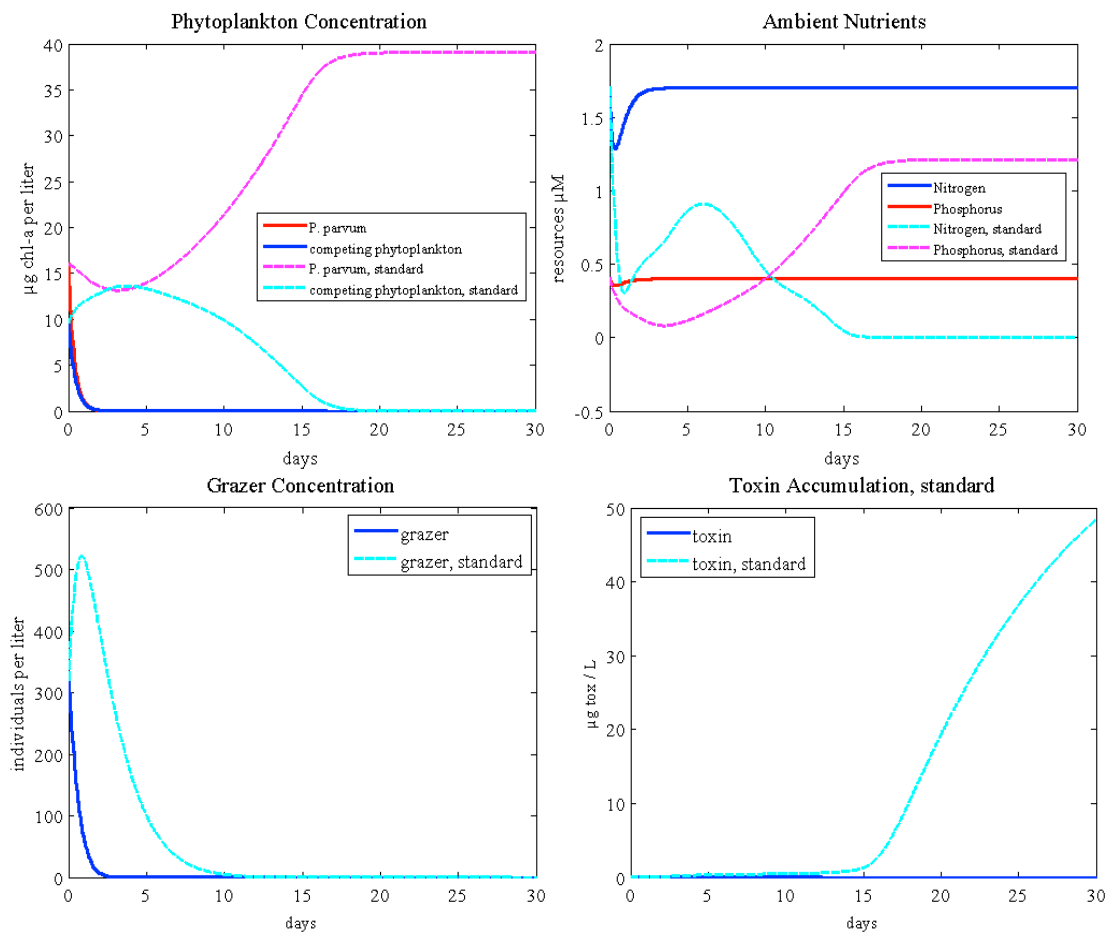 Phytoplankton Concentration
40
35
30
25
20
15
10
5
0
µg chl-a per liter
P. parvum
competing phytoplankton
P. parvum, standard
competing phytoplankton, standard
0 5 10 15 20 25 30
days
Ambient Nutrients
2
1.5
1
0.5
0
-0.5
resources µM
Nitrogen
Phosphorus
Nitrogen, standard
Phosphorus, standard
0 5 10 15 20 25 30
days
Grazer Concentration
600
500
400
300
200
100
0
individuals per liter
grazer
grazer, standard
0 5 10 15 20 25 30
days
Toxin Accumulation, standard
50
40
30
20
10
0
µg tox / L
toxin
toxin, standard
0 5 10 15 20 25 30
days